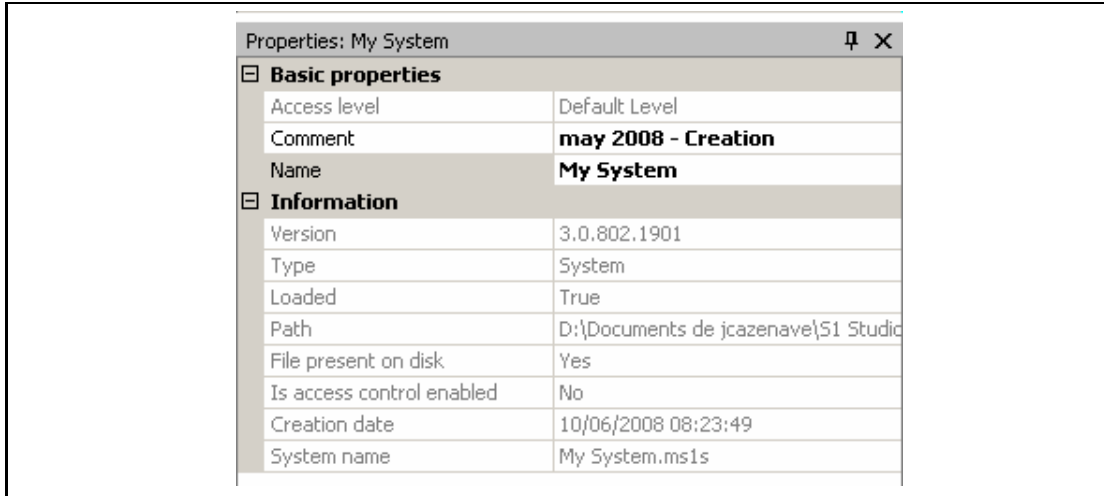 Properties: My System
Basic properties
Access level Default Level
Comment may 2008 - Creation
Name My System
Information
Version 3.0.802.1901
Type System
Loaded True
Path D:\Documents de jcazenave\S1 Studio
File present on disk Yes
Is access control enabled No
Creation date 10/06/2008 08:23:49
System name My System.ms1s